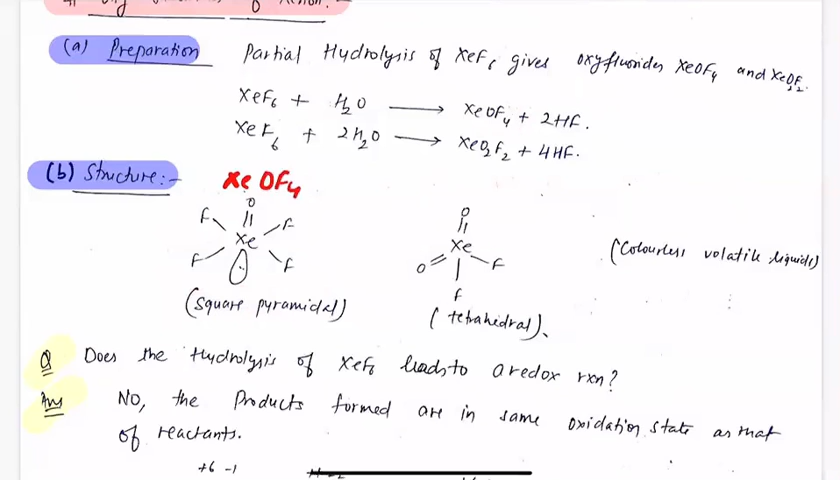 (a) Preparation Partial Hydrolysis of XeF6 gives oxyfluorides XeOF4 and XeO2F2.
XeF6 + H2O ⟶ XeOF4 + 2HF.
XeF6 + 2H2O ⟶ XeO2F2 + 4HF.
(b) Structure:- XeOF4
O O
F F
Xe Xe
F F O F
F
(Colourless volatile liquids)
(square pyramidal) (tetrahedral).
Q Does the Hydrolysis of XeF6 leads to a redox rxn?
Ans No, the Products formed are in same oxidation state as that
of reactants.
+6 -1